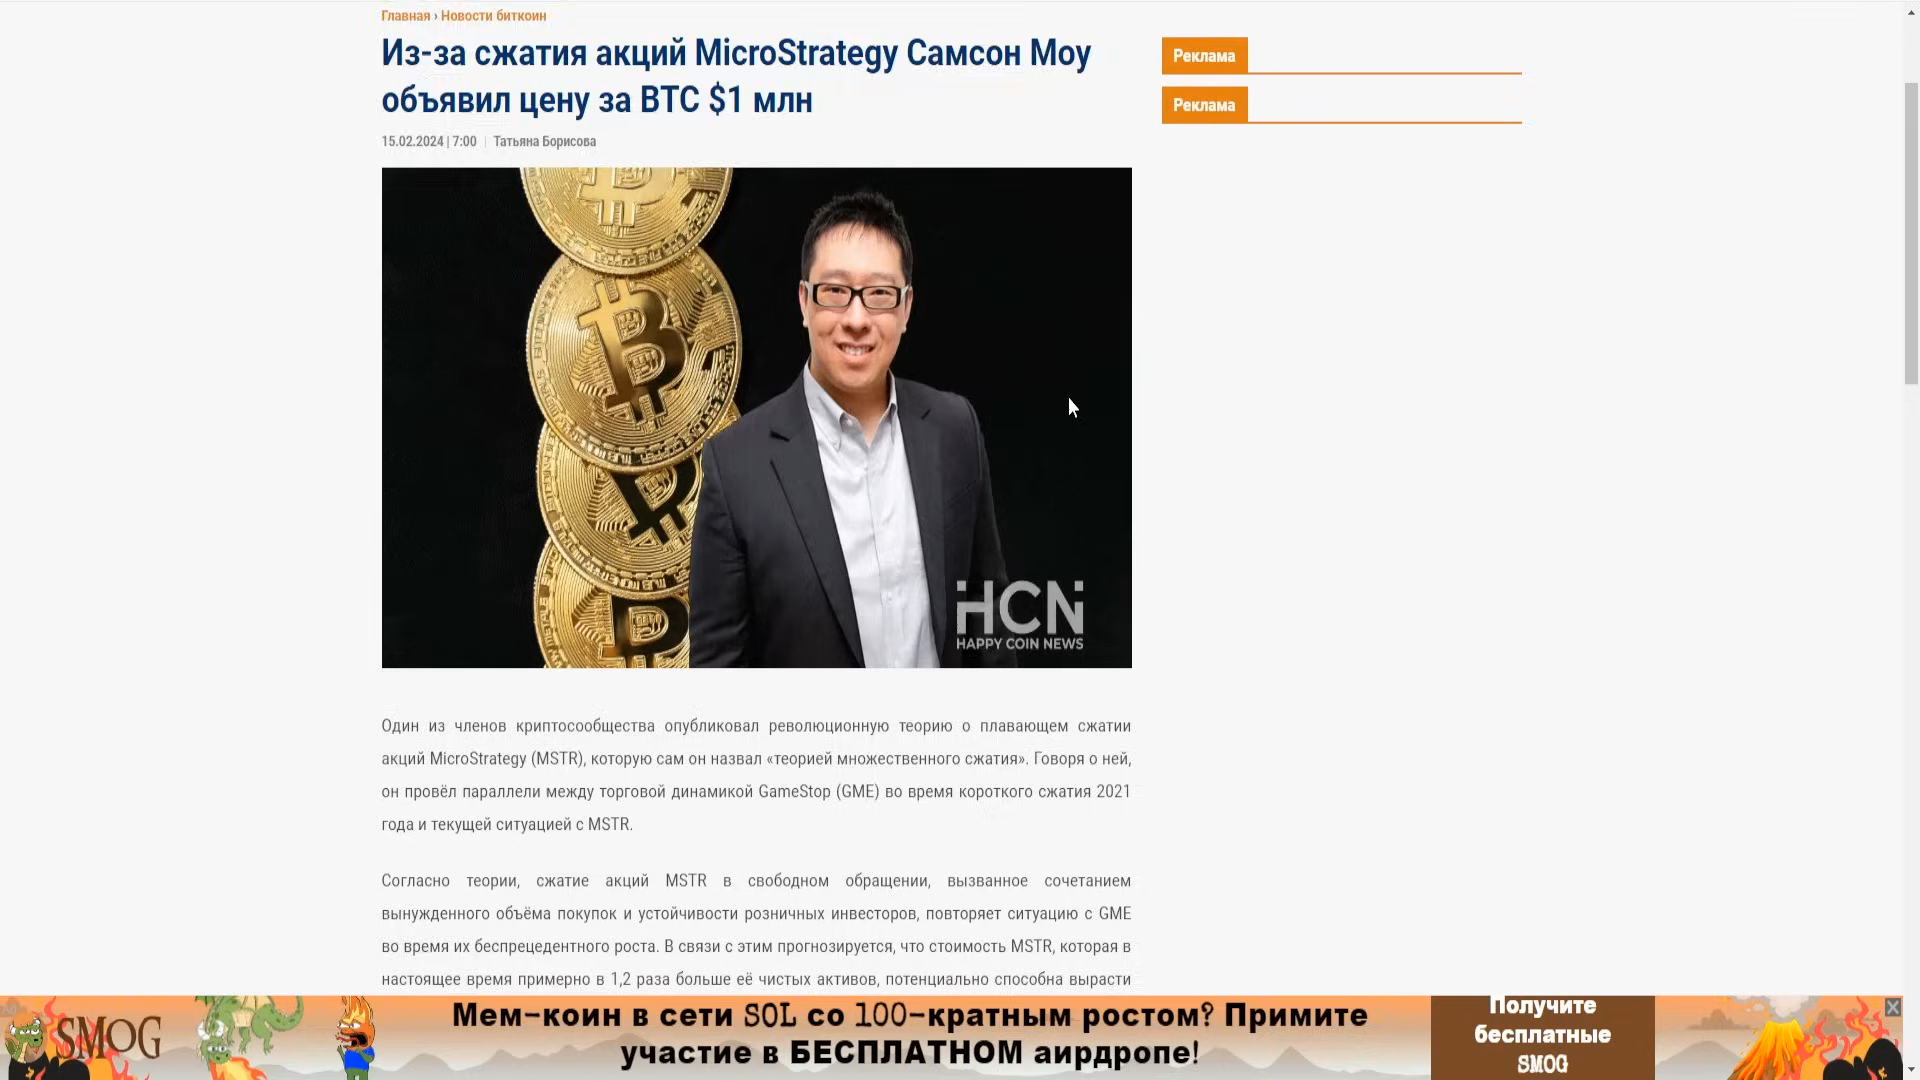 Главная › Новости биткоин
Из-за сжатия акций MicroStrategy Самсон Моу
объявил цену за BTC $1 млн
15.02.2024 | 7:00 | Татьяна Борисова
Реклама
Реклама
HCN
HAPPY COIN NEWS
Один из членов криптосообщества опубликовал революционную теорию о плавающем сжатии
акций MicroStrategy (MSTR), которую сам он назвал «теорией множественного сжатия». Говоря о ней,
он провёл параллели между торговой динамикой GameStop (GME) во время короткого сжатия 2021
года и текущей ситуацией с MSTR.
Согласно теории, сжатие акций MSTR в свободном обращении, вызванное сочетанием
вынужденного объёма покупок и устойчивости розничных инвесторов, повторяет ситуацию с GME
во время их беспрецедентного роста. В связи с этим прогнозируется, что стоимость MSTR, которая в
настоящее время примерно в 1,2 раза больше её чистых активов, потенциально способна вырасти
SMOG
Мем-коин в сети SOL со 100-кратным ростом? Примите
участие в БЕСПЛАТНОМ аирдропе!
Получите
бесплатные
SMOG